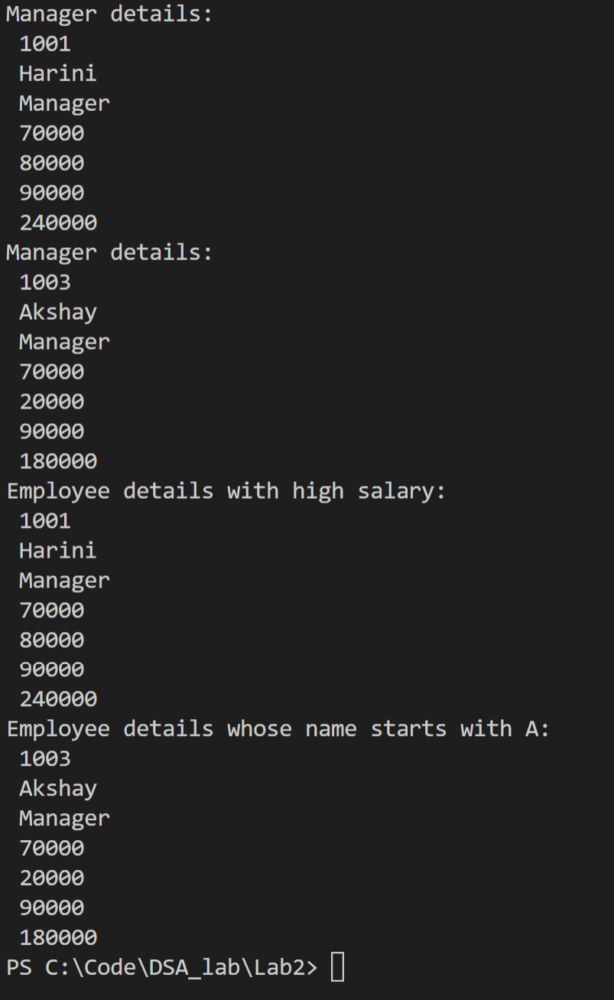 Manager details:
1001
Harini
Manager
70000
80000
90000
240000
Manager details:
1003
Akshay
Manager
70000
20000
90000
180000
Employee details with high salary:
1001
Harini
Manager
70000
80000
90000
240000
Employee details whose name starts with A:
1003
Akshay
Manager
70000
20000
90000
180000
PS C:\Code\DSA_lab\Lab2>